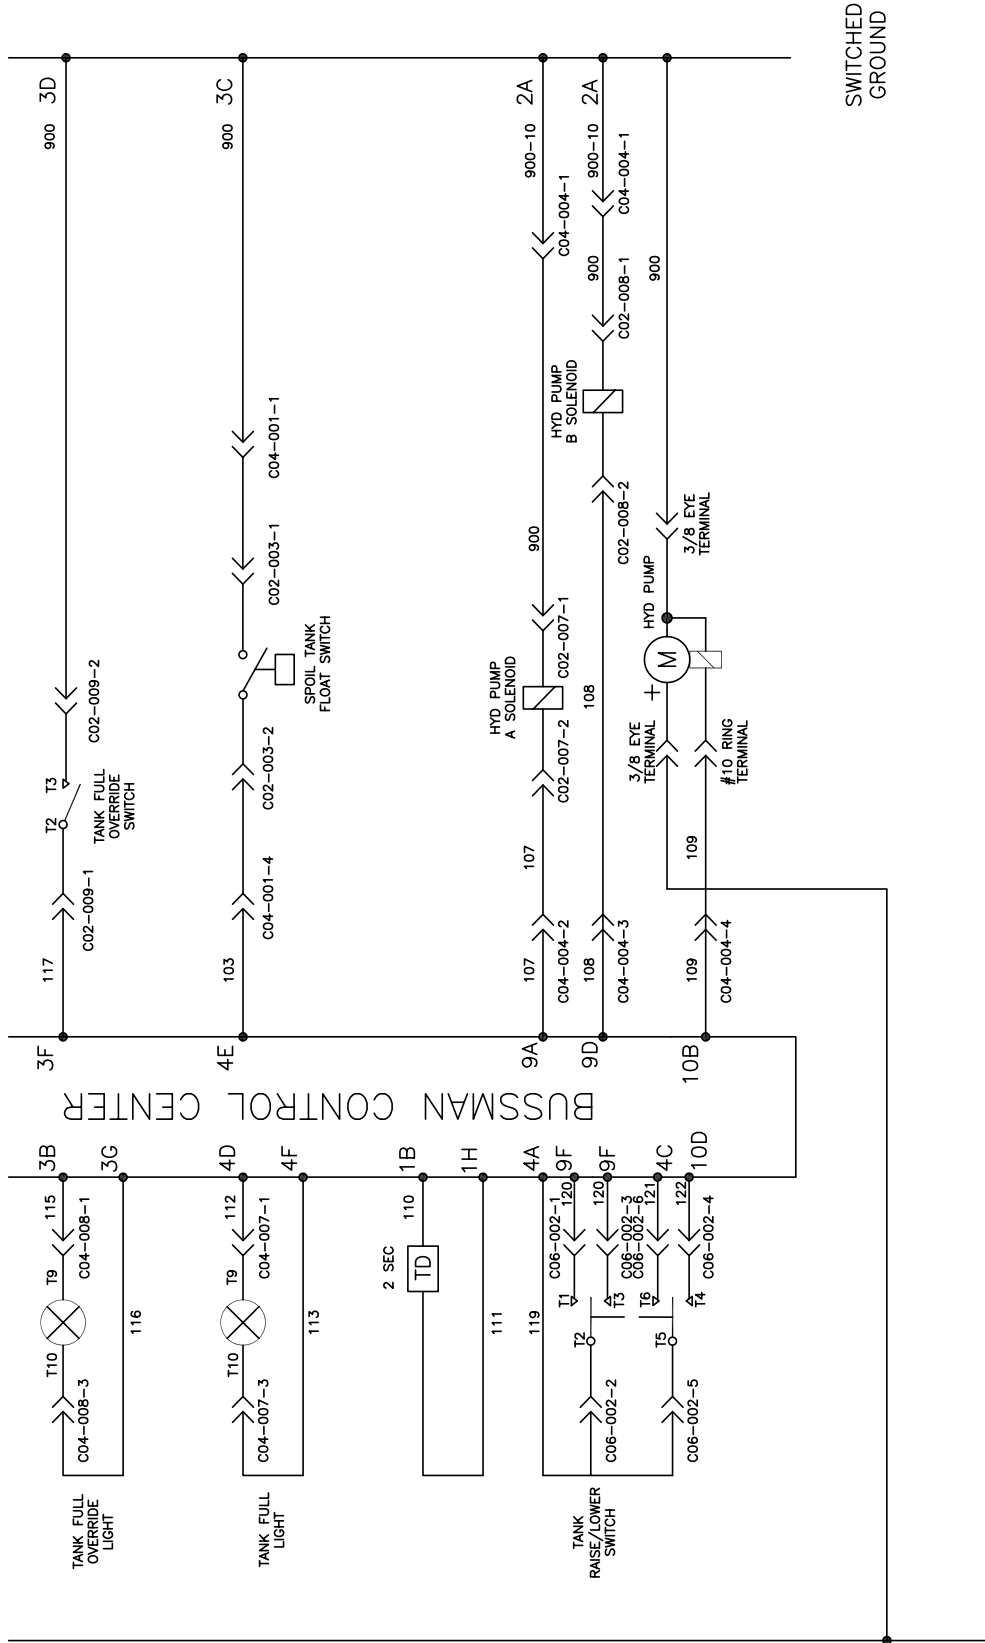 SWITCHED
GROUND
3D
900
C02-009-2
T3
T2
TANK FULL
OVERRIDE
SWITCH
C02-009-1
117
3F
3C
900
C04-001-1
C02-003-1
SPOIL TANK
FLOAT SWITCH
C02-003-2
C04-001-4
103
4E
2A
900-10
C04-004-1
900
C02-007-1
HYD PUMP
A SOLENOID
C02-007-2
107
107
C04-004-2
9A
2A
900-10
C04-004-1
900
C02-008-1
HYD PUMP
B SOLENOID
C02-008-2
108
108
C04-004-3
9D
900
3/8 EYE
TERMINAL
HYD PUMP
M
+
3/8 EYE
TERMINAL
#10 RING
TERMINAL
109
109
C04-004-4
10B
BUSSMAN CONTROL CENTER
3B
115
C04-008-1
T9
T10
C04-008-3
3G
116
TANK FULL
OVERRIDE
LIGHT
4D
112
C04-007-1
T9
T10
C04-007-3
4F
113
TANK FULL
LIGHT
1B
110
2 SEC
TD
1H
111
4A
119
9F
120
C06-002-1
T1
9F
120
C06-002-3
T3
T2
C06-002-2
4C
121
C06-002-6
T6
10D
122
C06-002-4
T4
T5
C06-002-5
TANK
RAISE/LOWER
SWITCH